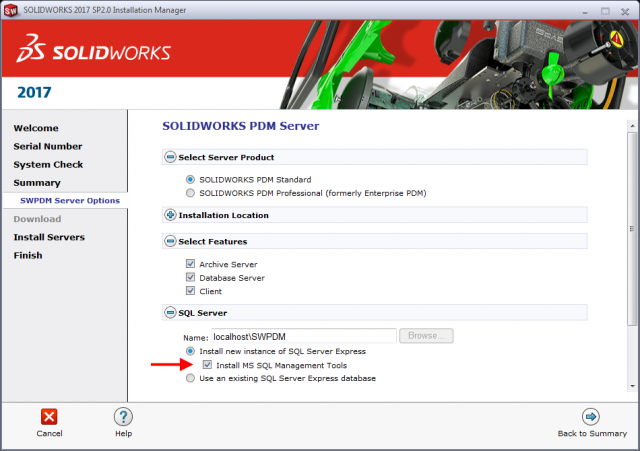 SW SOLIDWORKS 2017 SP2.0 Installation Manager
SOLIDWORKS
2017
Welcome
Serial Number
System Check
Summary
SWPDM Server Options
Download
Install Servers
Finish
SOLIDWORKS PDM Server
Select Server Product
SOLIDWORKS PDM Standard
SOLIDWORKS PDM Professional (formerly Enterprise PDM)
Installation Location
Select Features
Archive Server
Database Server
Client
SQL Server
Name: localhost\SWPDM Browse...
Install new instance of SQL Server Express
Install MS SQL Management Tools
Use an existing SQL Server Express database
Cancel
Help
Back to Summary